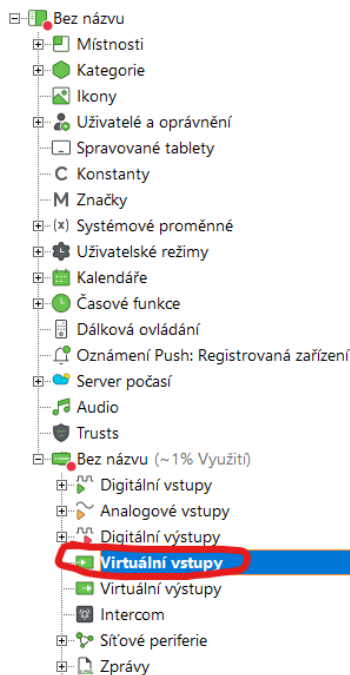 Bez názvu
Místnosti
Kategorie
Ikony
Uživatelé a oprávnění
Spravované tablety
C Konstanty
M Značky
(x) Systémové proměnné
Uživatelské režimy
Kalendáře
Časové funkce
Dálková ovládání
Oznámení Push: Registrovaná zařízení
Server počasí
Audio
Trusts
Bez názvu (~1% Využití)
Digitální vstupy
Analogové vstupy
Digitální výstupy
Virtuální vstupy
Virtuální výstupy
Intercom
Síťové periferie
LOG Zprávy